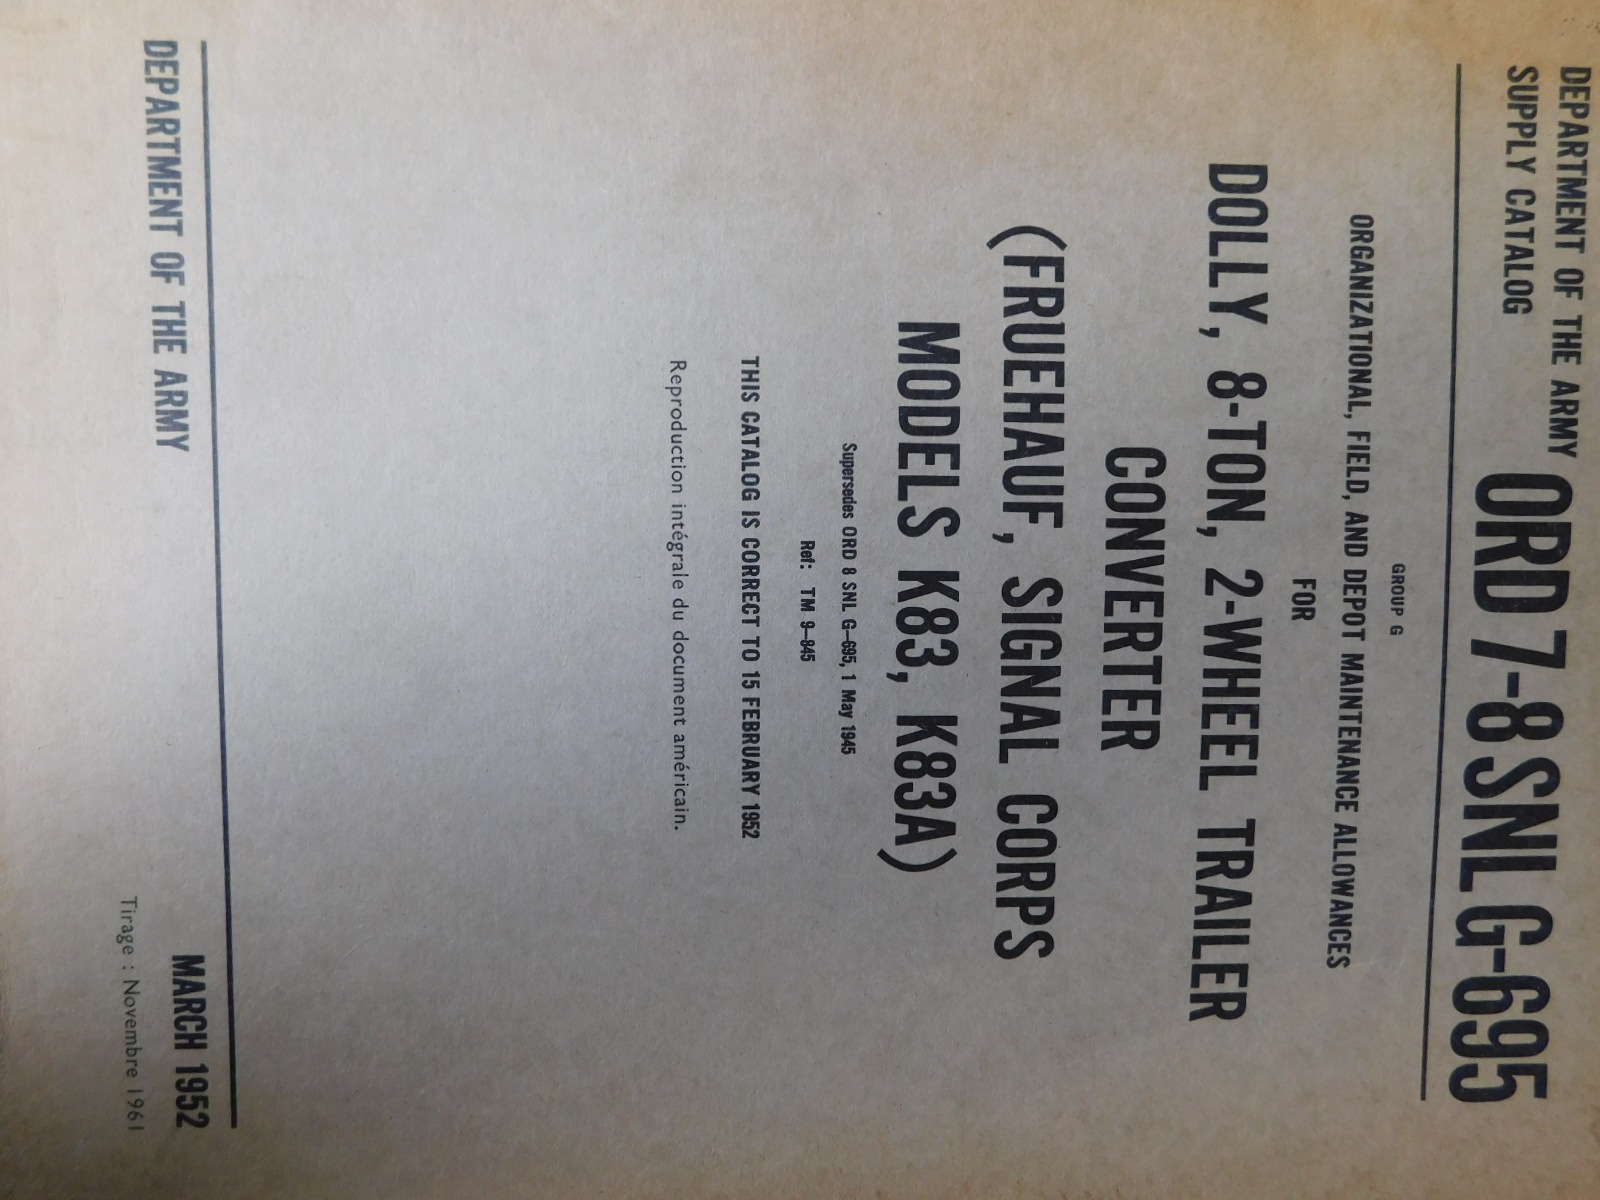 DEPARTMENT OF THE ARMY
SUPPLY CATALOG
ORD 7-8 SNL G-695
GROUP G
ORGANIZATIONAL, FIELD, AND DEPOT MAINTENANCE ALLOWANCES
FOR
DOLLY, 8-TON, 2-WHEEL TRAILER
CONVERTER
(FRUEHAUF, SIGNAL CORPS
MODELS K83, K83A)
Supersedes ORD 8 SNL G-695, 1 May 1945
Ref: TM 9-845
THIS CATALOG IS CORRECT TO 15 FEBRUARY 1952
Reproduction intégrale du document américain.
DEPARTMENT OF THE ARMY
MARCH 1952
Tirage : Novembre 1961